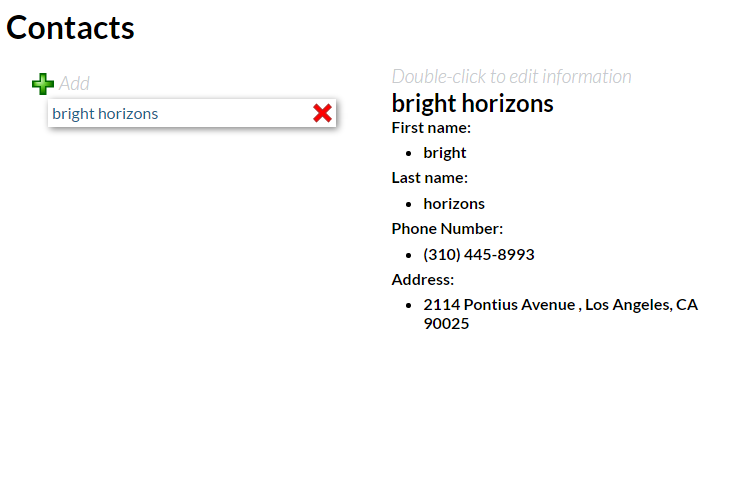 Contacts
Add
bright horizons
Double-click to edit information
bright horizons
First name:
bright
Last name:
horizons
Phone Number:
(310) 445-8993
Address:
2114 Pontius Avenue , Los Angeles, CA
90025